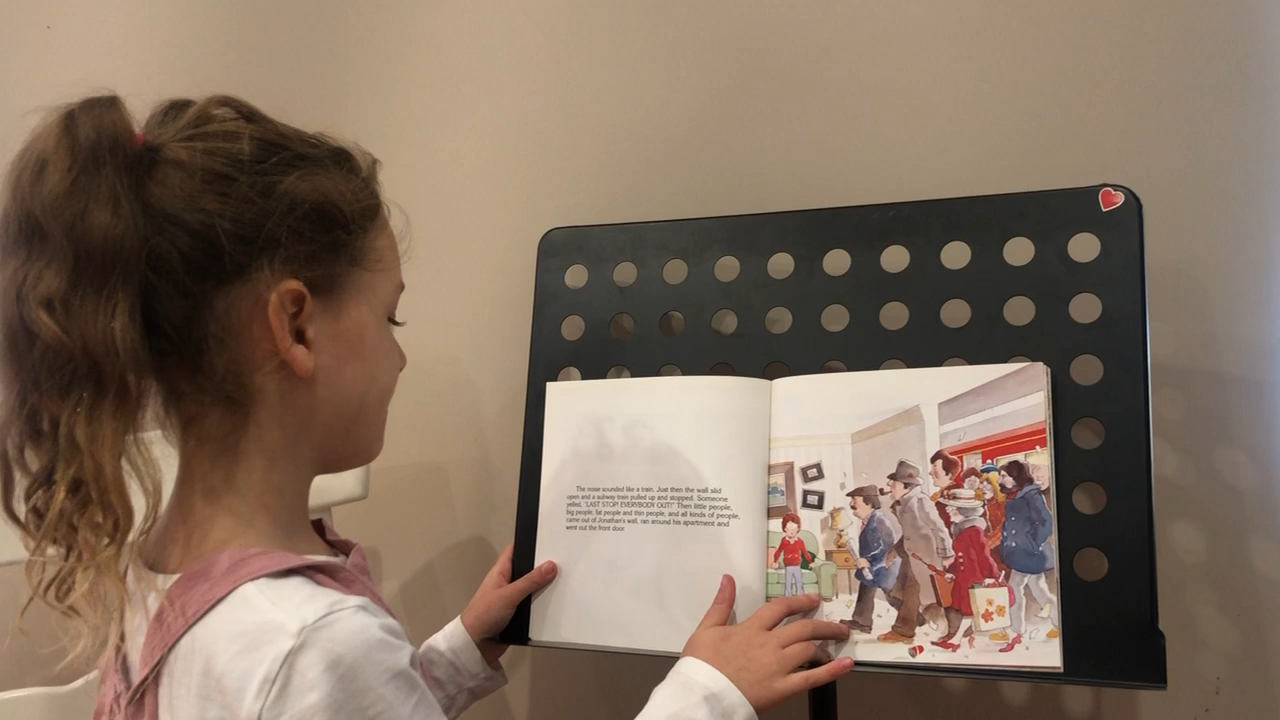 The noise sounded like a train. Just then the wall slid
open and a subway train pulled up and stopped. Someone
yelled, "LAST STOP! EVERYBODY OUT!" Then little people,
big people, fat people and thin people, and all kinds of people,
came out of Jonathan's wall, ran around his apartment and
went out the front door.